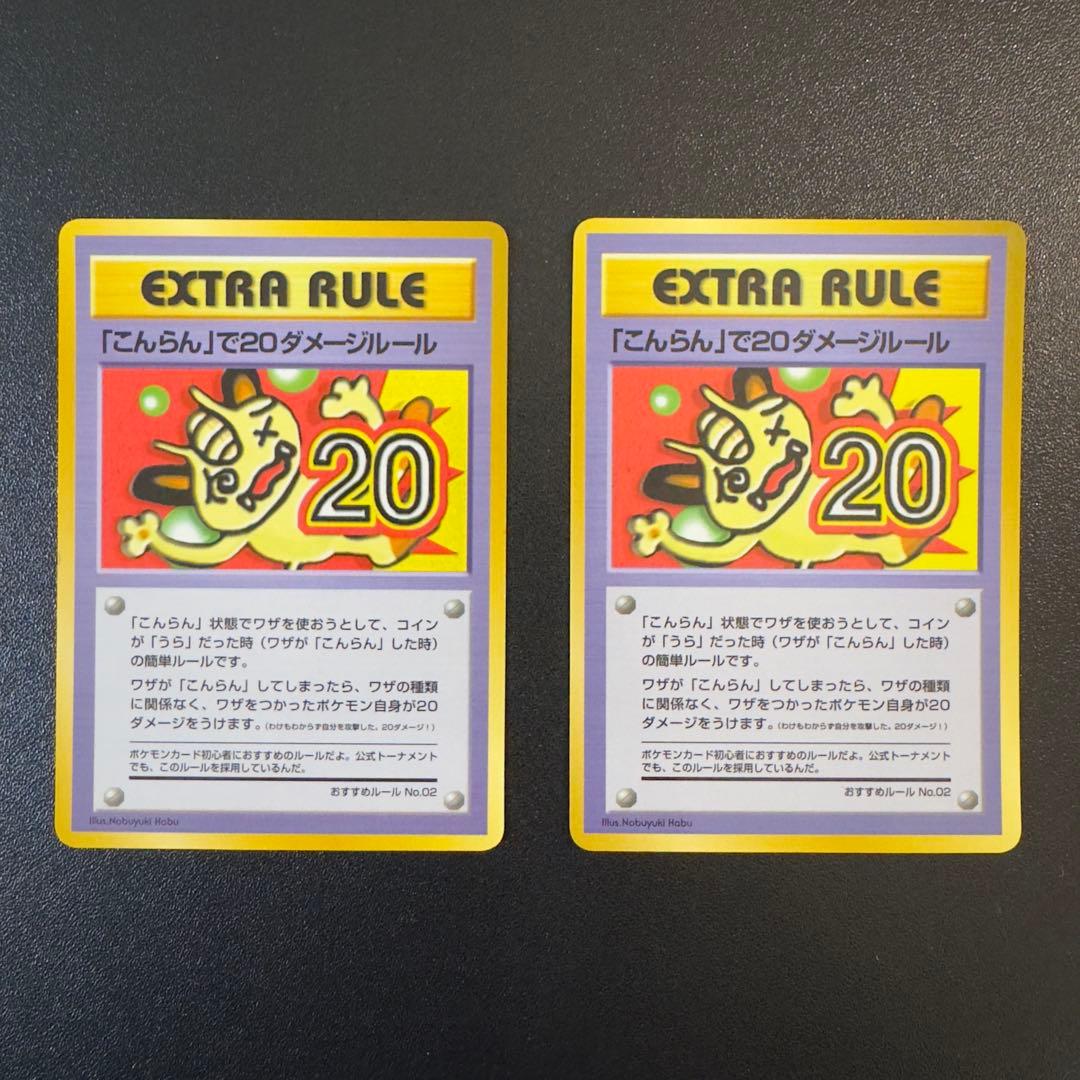 EXTRA RULE
「こんらん」で20ダメージルール
20
「こんらん」状態でワザを使おうとして、コイン
が「うら」だった時(ワザが「こんらん」した時)
の簡単ルールです。
ワザが「こんらん」してしまったら、ワザの種類
に関係なく、ワザをつかったポケモン自身が20
ダメージをうけます。(わけもわからず自分を攻撃した。20ダメージ!)
ポケモンカード初心者におすすめのルールだよ。公式トーナメント
でも、このルールを採用しているんだ。
おすすめルール No.02
Illus.Nobuyuki Habu
EXTRA RULE
「こんらん」で20ダメージルール
20
「こんらん」状態でワザを使おうとして、コイン
が「うら」だった時(ワザが「こんらん」した時)
の簡単ルールです。
ワザが「こんらん」してしまったら、ワザの種類
に関係なく、ワザをつかったポケモン自身が20
ダメージをうけます。(わけもわからず自分を攻撃した。20ダメージ!)
ポケモンカード初心者におすすめのルールだよ。公式トーナメント
でも、このルールを採用しているんだ。
おすすめルール No.02
Illus.Nobuyuki Habu